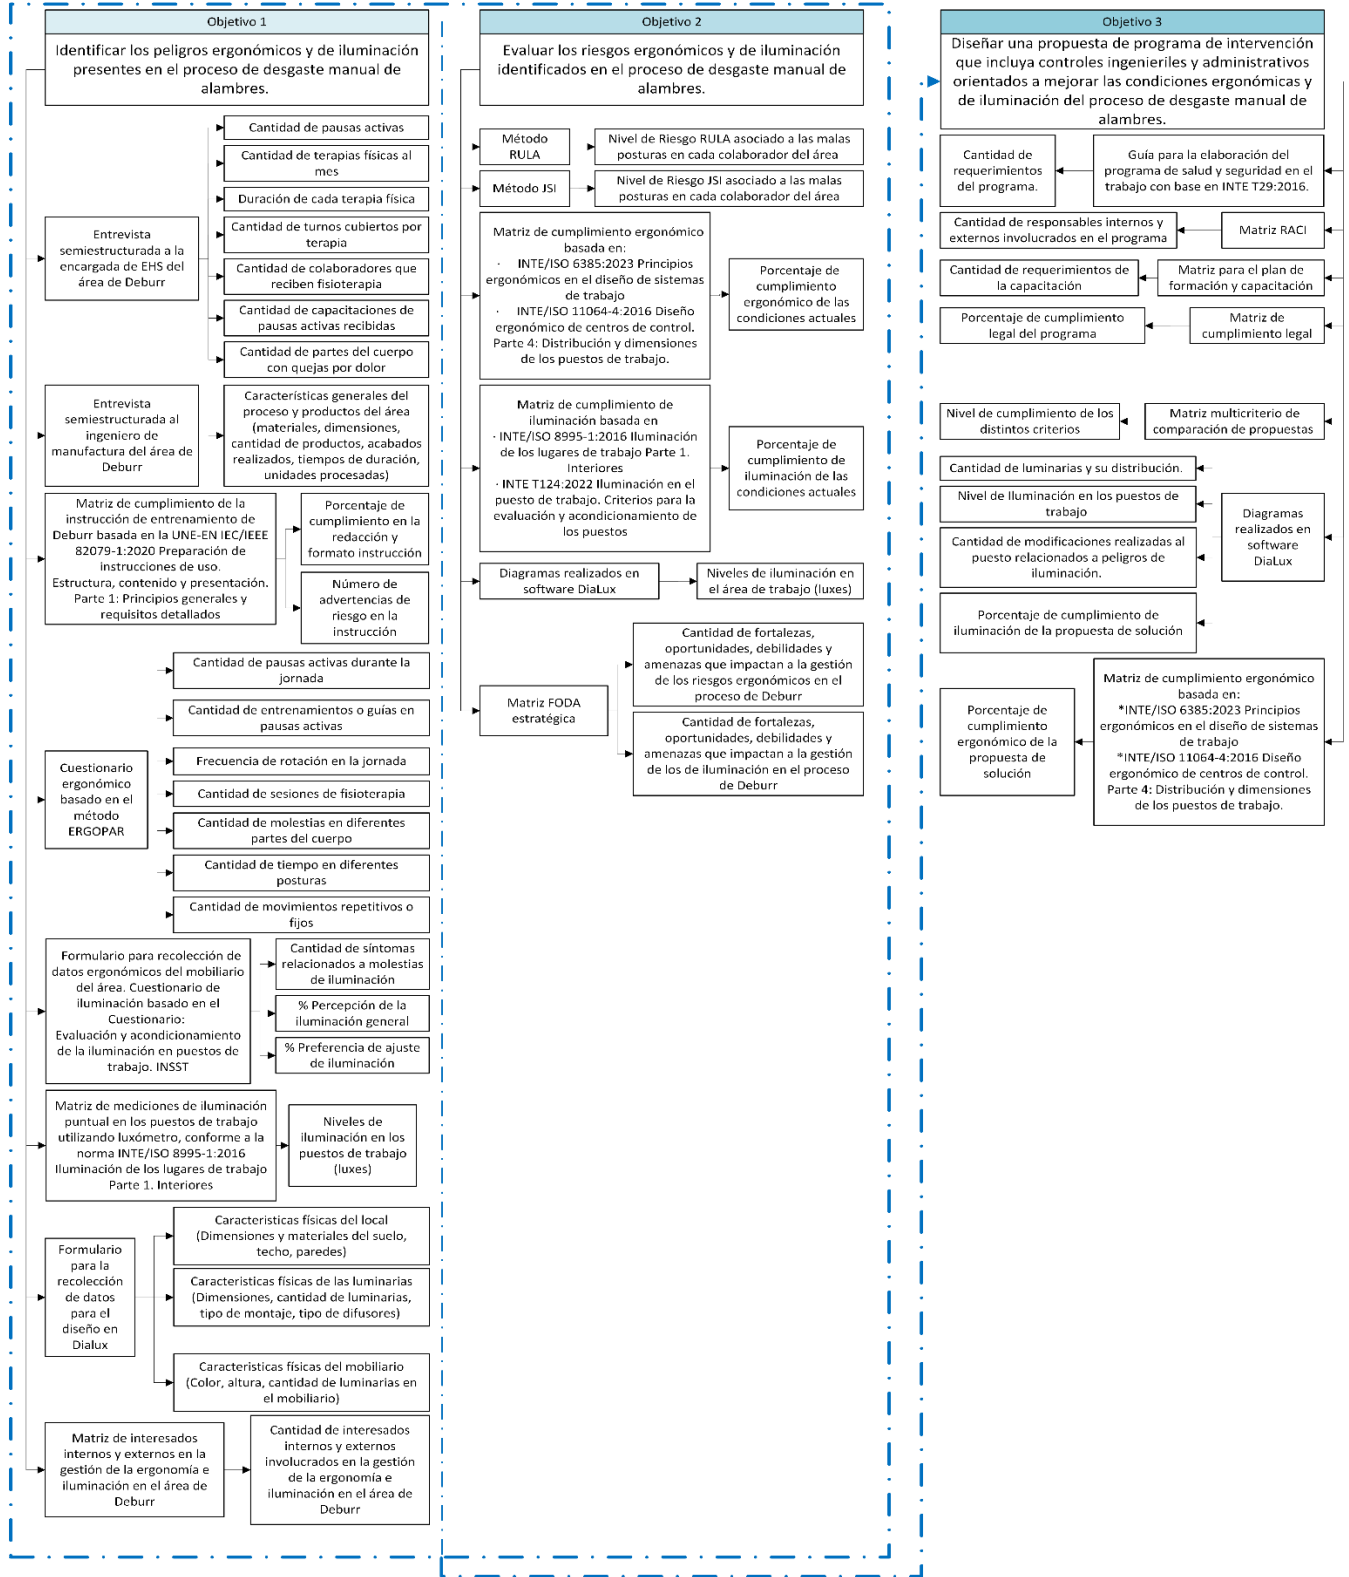 Objetivo 1
Identificar los peligros ergonómicos y de iluminación
presentes en el proceso de desgaste manual de
alambres.
Entrevista
semiestructurada a la
encargada de EHS del
área de Deburr
Cantidad de pausas activas
Cantidad de terapias físicas al
mes
Duración de cada terapia física
Cantidad de turnos cubiertos por
terapia
Cantidad de colaboradores que
reciben fisioterapia
Cantidad de capacitaciones de
pausas activas recibidas
Cantidad de partes del cuerpo
con quejas por dolor
Entrevista
semiestructurada al
ingeniero de
manufactura del área de
Deburr
Características generales del
proceso y productos del área
(materiales, dimensiones,
cantidad de productos, acabados
realizados, tiempos de duración,
unidades procesadas)
Matriz de cumplimiento de la
instrucción de entrenamiento de
Deburr basada en la UNE-EN IEC/IEEE
82079-1:2020 Preparación de
instrucciones de uso.
Estructura, contenido y presentación.
Parte 1: Principios generales y
requisitos detallados
Porcentaje de
cumplimiento en la
redacción y
formato instrucción
Número de
advertencias de
riesgo en la
instrucción
Cuestionario
ergonómico
basado en el
método
ERGOPAR
Cantidad de pausas activas durante la
jornada
Cantidad de entrenamientos o guías en
pausas activas
Frecuencia de rotación en la jornada
Cantidad de sesiones de fisioterapia
Cantidad de molestias en diferentes
partes del cuerpo
Cantidad de tiempo en diferentes
posturas
Cantidad de movimientos repetitivos o
fijos
Formulario para recolección de
datos ergonómicos del mobiliario
del área. Cuestionario de
iluminación basado en el
Cuestionario:
Evaluación y acondicionamiento
de la iluminación en puestos de
trabajo. INSST
Cantidad de síntomas
relacionados a molestias
de iluminación
% Percepción de la
iluminación general
% Preferencia de ajuste
de iluminación
Matriz de mediciones de iluminación
puntual en los puestos de trabajo
utilizando luxómetro, conforme a la
norma INTE/ISO 8995-1:2016
Iluminación de los lugares de trabajo
Parte 1. Interiores
Niveles de
iluminación en los
puestos de trabajo
(luxes)
Formulario
para la
recolección
de datos
para el
diseño en
Dialux
Caracteristicas físicas del local
(Dimensiones y materiales del suelo,
techo, paredes)
Caracteristicas físicas de las luminarias
(Dimensiones, cantidad de luminarias,
tipo de montaje, tipo de difusores)
Caracteristicas físicas del mobiliario
(Color, altura, cantidad de luminarias en
el mobiliario)
Matriz de interesados
internos y externos en la
gestión de la ergonomía e
iluminación en el área de
Deburr
Cantidad de interesados
internos y externos
involucrados en la gestión
de la ergonomía e
iluminación en el área de
Deburr
Objetivo 2
Evaluar los riesgos ergonómicos y de iluminación
identificados en el proceso de desgaste manual de
alambres.
Método
RULA
Nivel de Riesgo RULA asociado a las malas
posturas en cada colaborador del área
Método JSI
Nivel de Riesgo JSI asociado a las malas
posturas en cada colaborador del área
Matriz de cumplimiento ergonómico
basada en:
· INTE/ISO 6385:2023 Principios
ergonómicos en el diseño de sistemas
de trabajo
· INTE/ISO 11064-4:2016 Diseño
ergonómico de centros de control.
Parte 4: Distribución y dimensiones
de los puestos de trabajo.
Porcentaje de
cumplimiento
ergonómico de las
condiciones actuales
Matriz de cumplimiento de
iluminación basada en
· INTE/ISO 8995-1:2016 Iluminación
de los lugares de trabajo Parte 1.
Interiores
· INTE T124:2022 Iluminación en el
puesto de trabajo. Criterios para la
evaluación y acondicionamiento de
los puestos
Porcentaje de
cumplimiento de
iluminación de las
condiciones actuales
Diagramas realizados en
software DiaLux
Niveles de iluminación en
el área de trabajo (luxes)
Matriz FODA
estratégica
Cantidad de fortalezas,
oportunidades, debilidades y
amenazas que impactan a la gestión
de los riesgos ergonómicos en el
proceso de Deburr
Cantidad de fortalezas,
oportunidades, debilidades y
amenazas que impactan a la gestión
de los de iluminación en el proceso
de Deburr
Objetivo 3
Diseñar una propuesta de programa de intervención
que incluya controles ingenieriles y administrativos
orientados a mejorar las condiciones ergonómicas y
de iluminación del proceso de desgaste manual de
alambres.
Cantidad de
requerimientos
del programa.
Guía para la elaboración del
programa de salud y seguridad en el
trabajo con base en INTE T29:2016.
Cantidad de responsables internos y
externos involucrados en el programa
Matriz RACI
Cantidad de requerimientos de
la capacitación
Matriz para el plan de
formación y capacitación
Porcentaje de cumplimiento
legal del programa
Matriz de
cumplimiento legal
Nivel de cumplimiento de los
distintos criterios
Matriz multicriterio de
comparación de propuestas
Cantidad de luminarias y su distribución.
Nivel de Iluminación en los puestos de
trabajo
Cantidad de modificaciones realizadas al
puesto relacionados a peligros de
iluminación.
Porcentaje de cumplimiento de
iluminación de la propuesta de solución
Diagramas
realizados en
software
DiaLux
Porcentaje de
cumplimiento
ergonómico de la
propuesta de
solución
Matriz de cumplimiento ergonómico
basada en:
*INTE/ISO 6385:2023 Principios
ergonómicos en el diseño de sistemas
de trabajo
*INTE/ISO 11064-4:2016 Diseño
ergonómico de centros de control.
Parte 4: Distribución y dimensiones
de los puestos de trabajo.